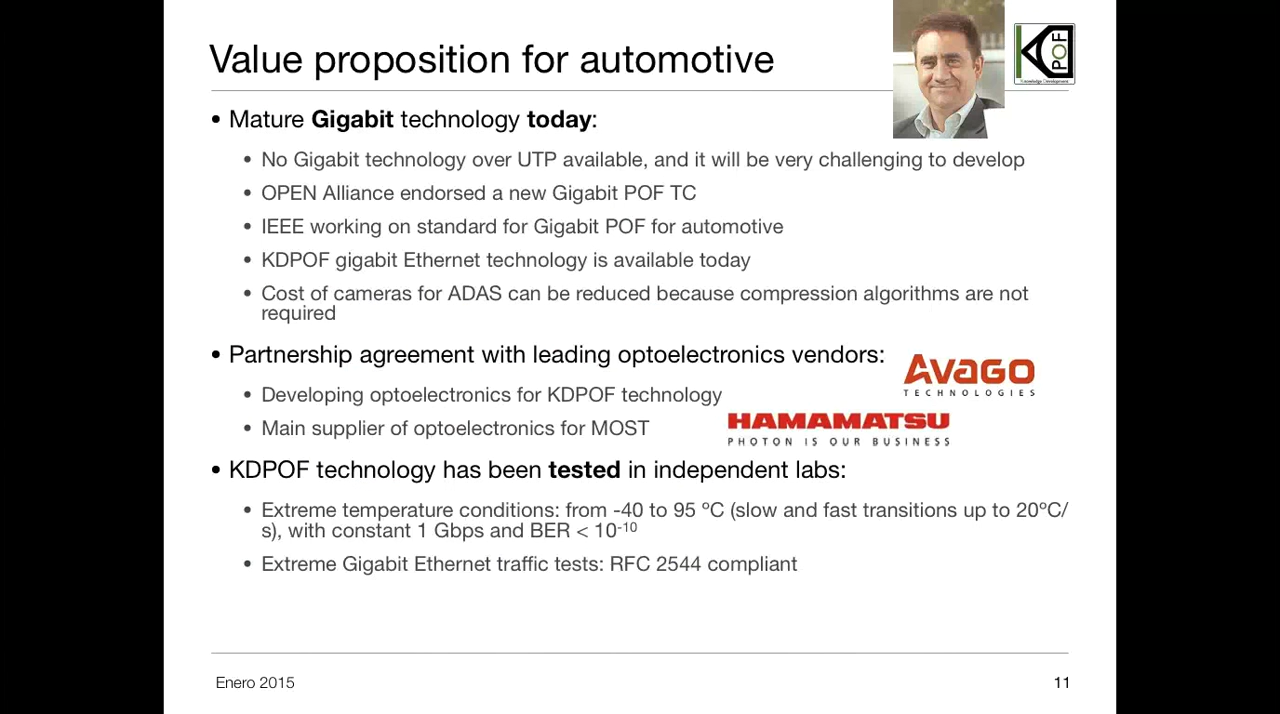 Value proposition for automotive
KD POF
Knowledge Development
• Mature Gigabit technology today:
• No Gigabit technology over UTP available, and it will be very challenging to develop
• OPEN Alliance endorsed a new Gigabit POF TC
• IEEE working on standard for Gigabit POF for automotive
• KDPOF gigabit Ethernet technology is available today
• Cost of cameras for ADAS can be reduced because compression algorithms are not
required
• Partnership agreement with leading optoelectronics vendors:
AVAGO
TECHNOLOGIES
• Developing optoelectronics for KDPOF technology
• Main supplier of optoelectronics for MOST
HAMAMATSU
PHOTON IS OUR BUSINESS
• KDPOF technology has been tested in independent labs:
• Extreme temperature conditions: from -40 to 95 ºC (slow and fast transitions up to 20ºC/
s), with constant 1 Gbps and BER < 10⁻¹⁰
• Extreme Gigabit Ethernet traffic tests: RFC 2544 compliant
Enero 2015
11